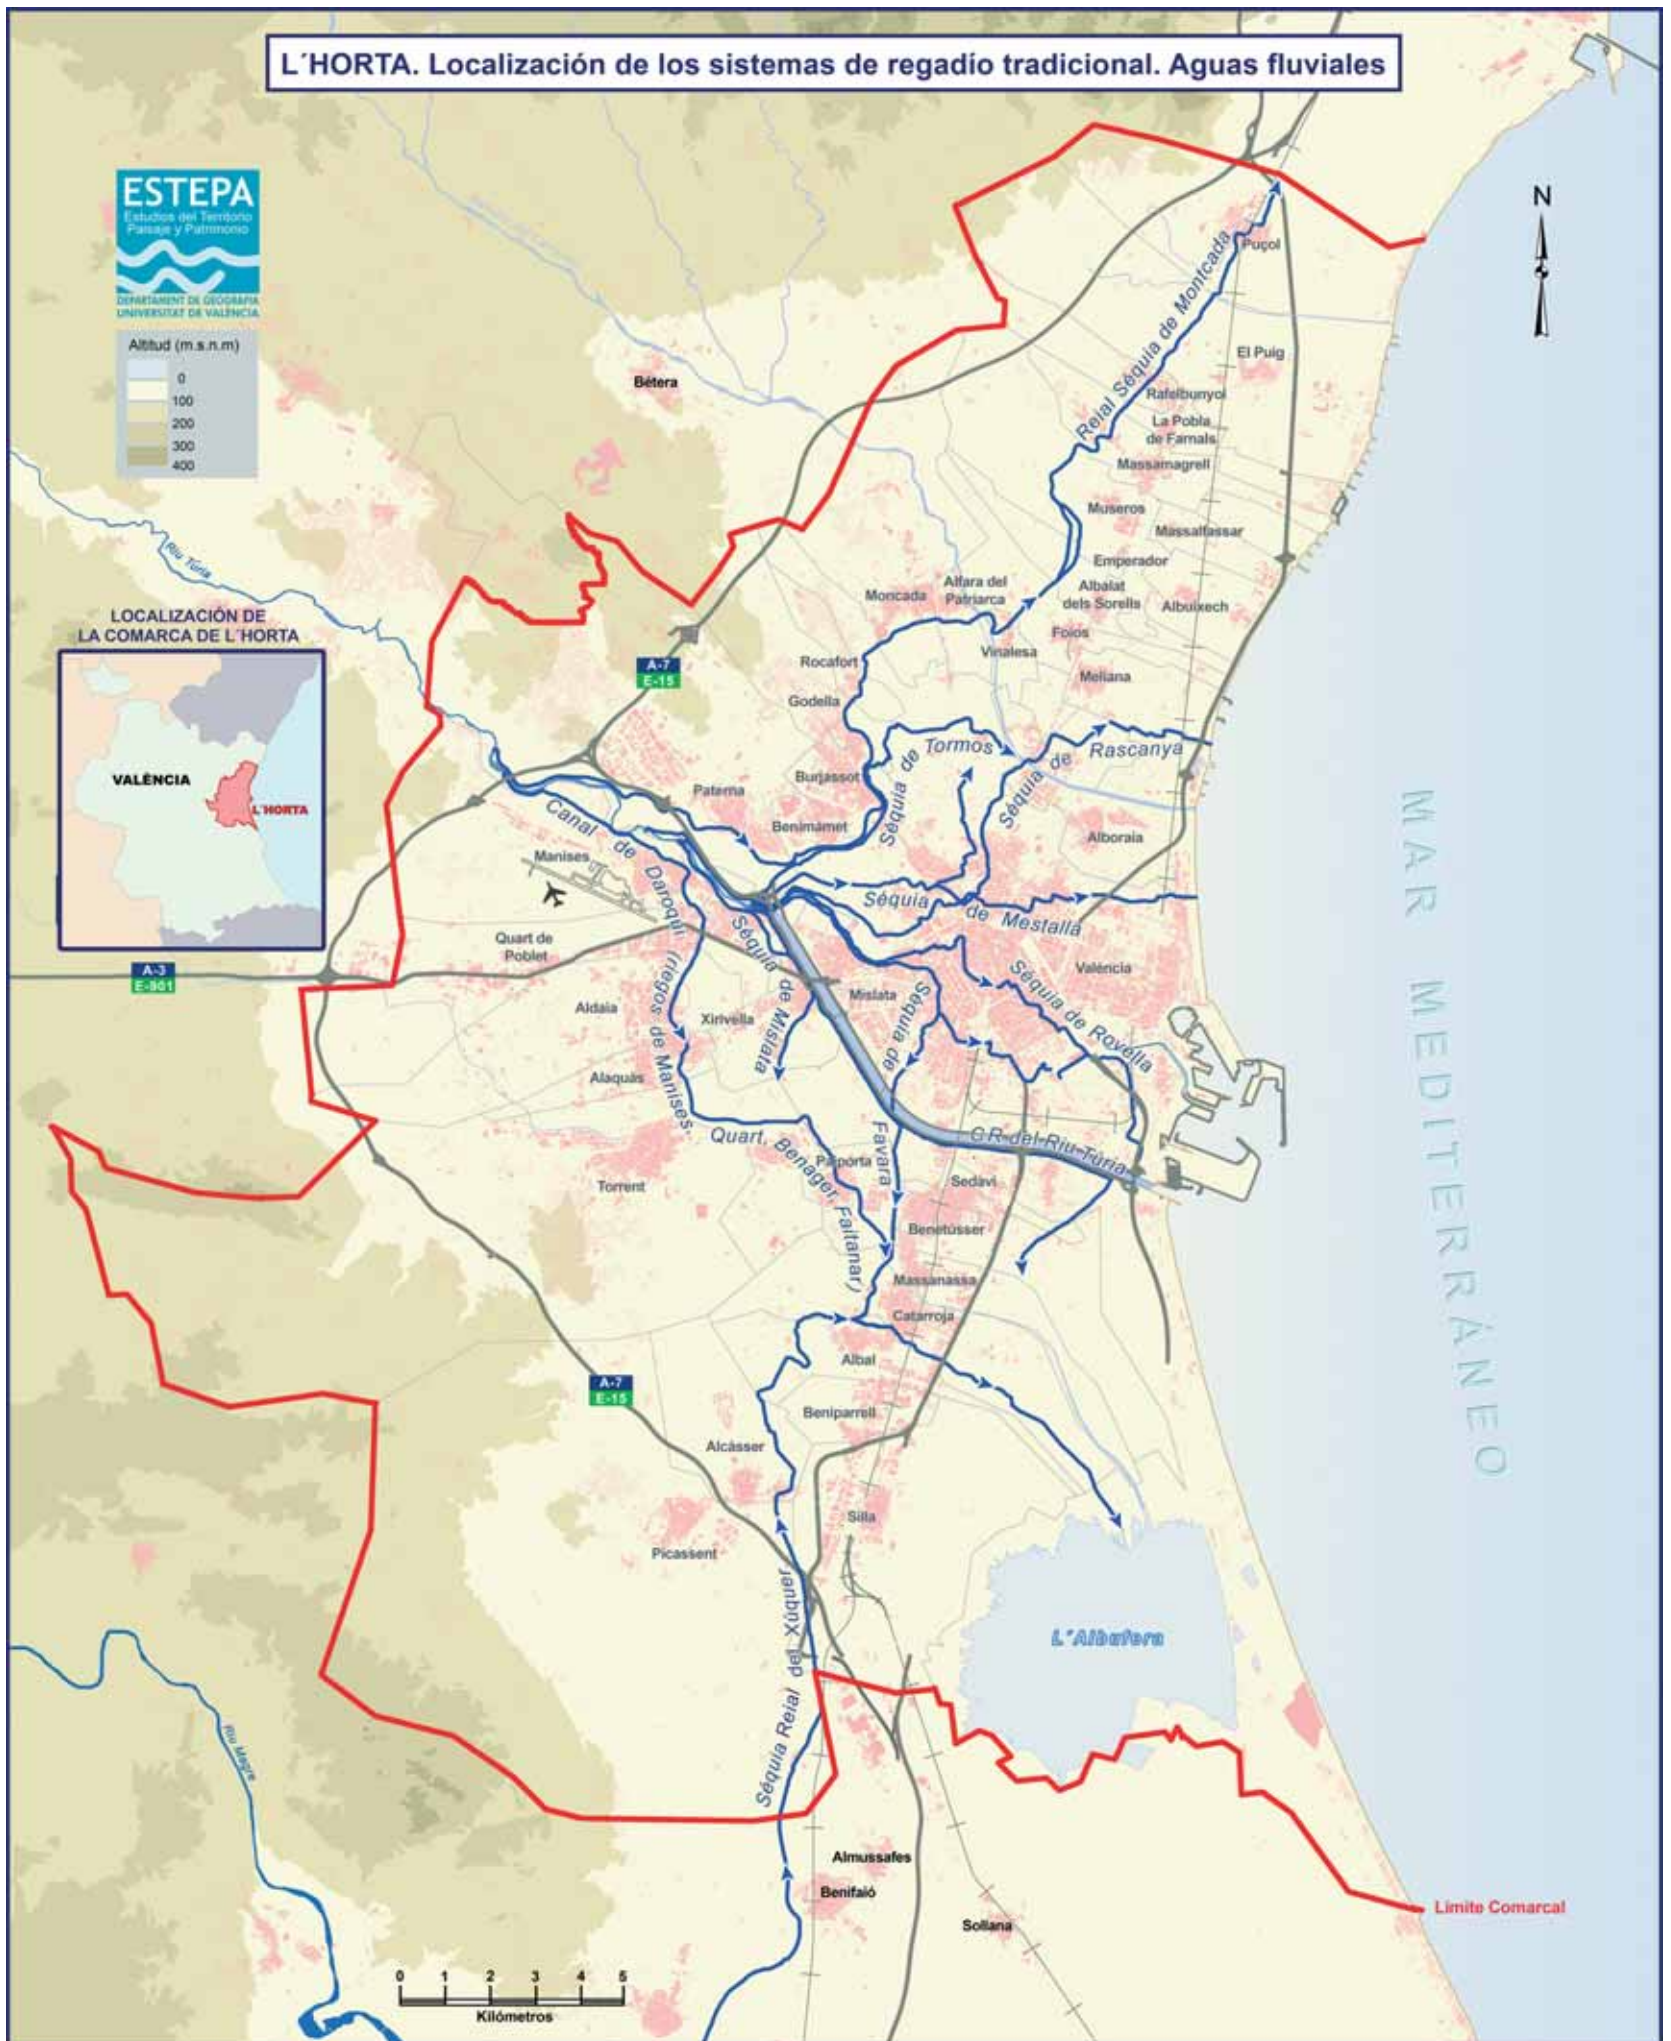 L´HORTA. Localización de los sistemas de regadío tradicional. Aguas fluviales
ESTEPA
Estudios del Territorio
Paisaje y Patrimonio
DEPARTAMENT DE GEOGRAFIA
UNIVERSITAT DE VALÈNCIA
Altitud (m.s.n.m)
0
100
200
300
400
N
Puçol
Reial Séquia de Montcada
El Puig
Bétera
Rafelbunyol
La Pobla
de Farnals
Massamagrell
Museros
Massalfassar
Riu Túria
Emperador
Alfara del
Patriarca
Moncada
Albalat
dels Sorells
Albuixech
Foios
Vinalesa
LOCALIZACIÓN DE
LA COMARCA DE L´HORTA
VALÈNCIA
L´HORTA
A-7
E-15
Rocafort
Meliana
Godella
Séquia de Tormos
Séquia de Rascanya
Burjassot
Paterna
Benimàmet
Alboraia
Canal de Daroqui (riegos de Manises,
Quart, Benager, Faitanar)
Manises
Séquia de Mestalla
Quart de
Poblet
Séquia de Mislata
València
A-3
E-901
Mislata
Séquia de Favara
Séquia de Rovella
Aldaia
Xirivella
Alaquàs
MAR MEDITERRÁNEO
CR del Riu Túria
Paiporta
Sedaví
Torrent
Benetússer
Massanassa
Catarroja
Albal
A-7
E-15
Beniparrell
Alcàsser
Silla
Picassent
Séquia Reial del Xúquer
L´Albufera
Riu Magre
Almussafes
Benifaió
Sollana
Límite Comarcal
0 1 2 3 4 5
Kilómetros